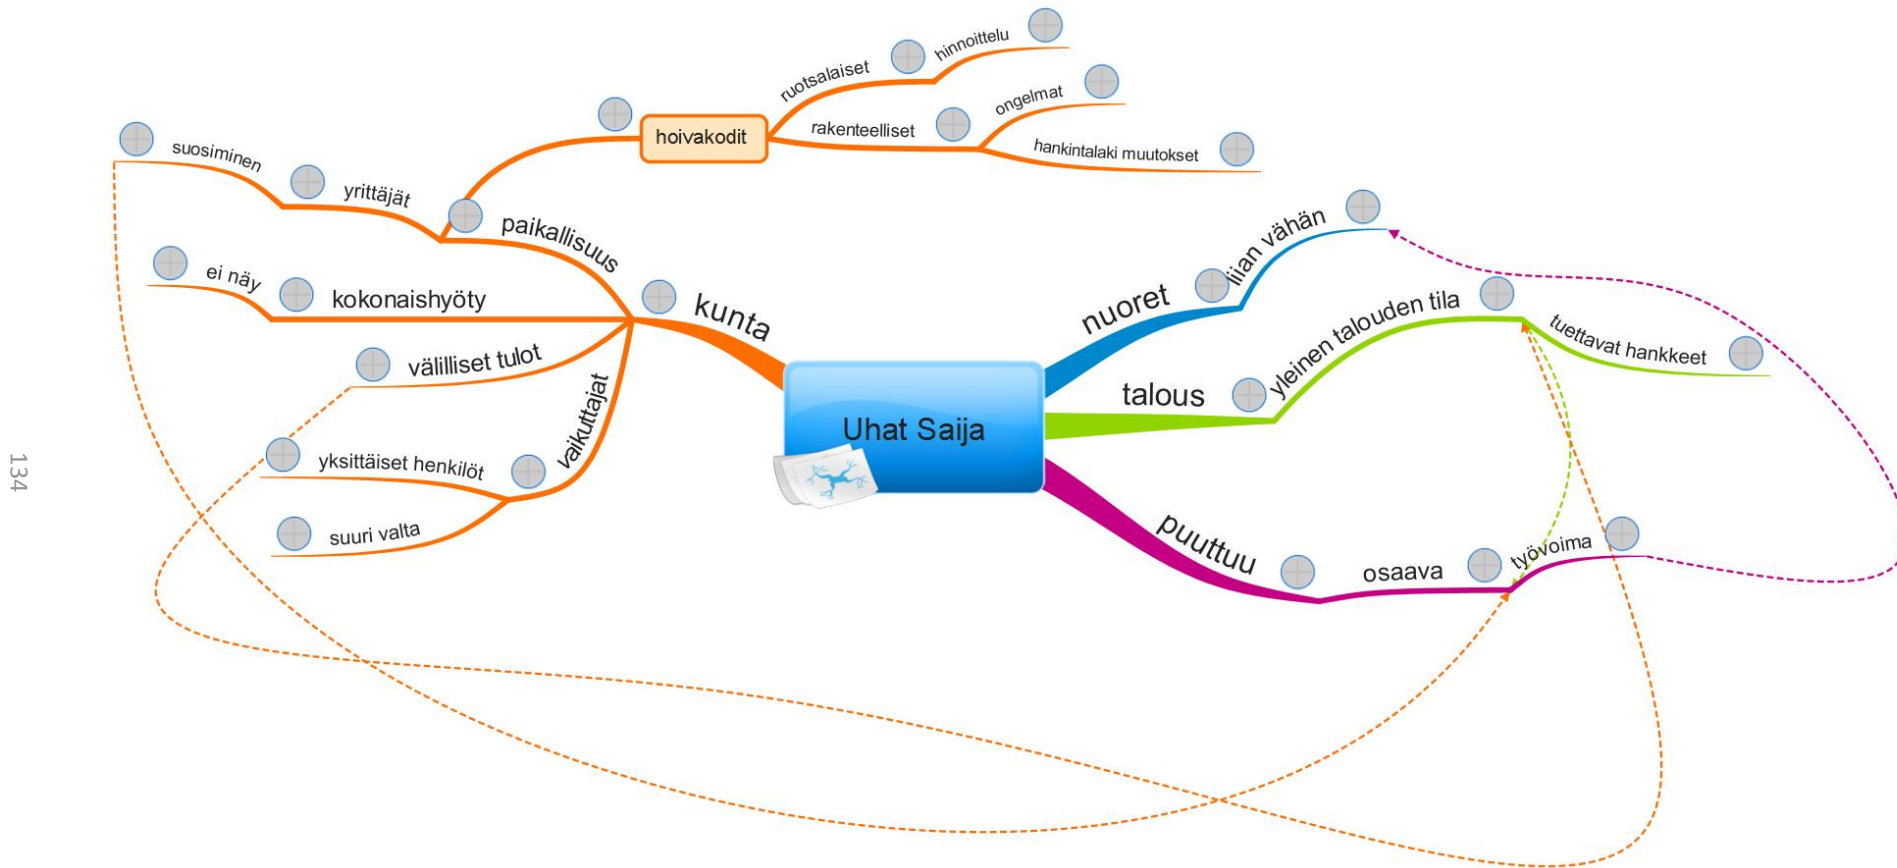 hinnoittelu
ruotsalaiset
ongelmat
rakenteelliset
hoivakodit
hankintalaki muutokset
suosiminen
yrittäjät
paikallisuus
ei näy
kokonaishyöty
kunta
välilliset tulot
vaikuttajat
yksittäiset henkilöt
suuri valta
Uhat Saija
nuoret
liian vähän
talous
yleinen talouden tila
tuettavat hankkeet
puuttuu
osaava
työvoima
134